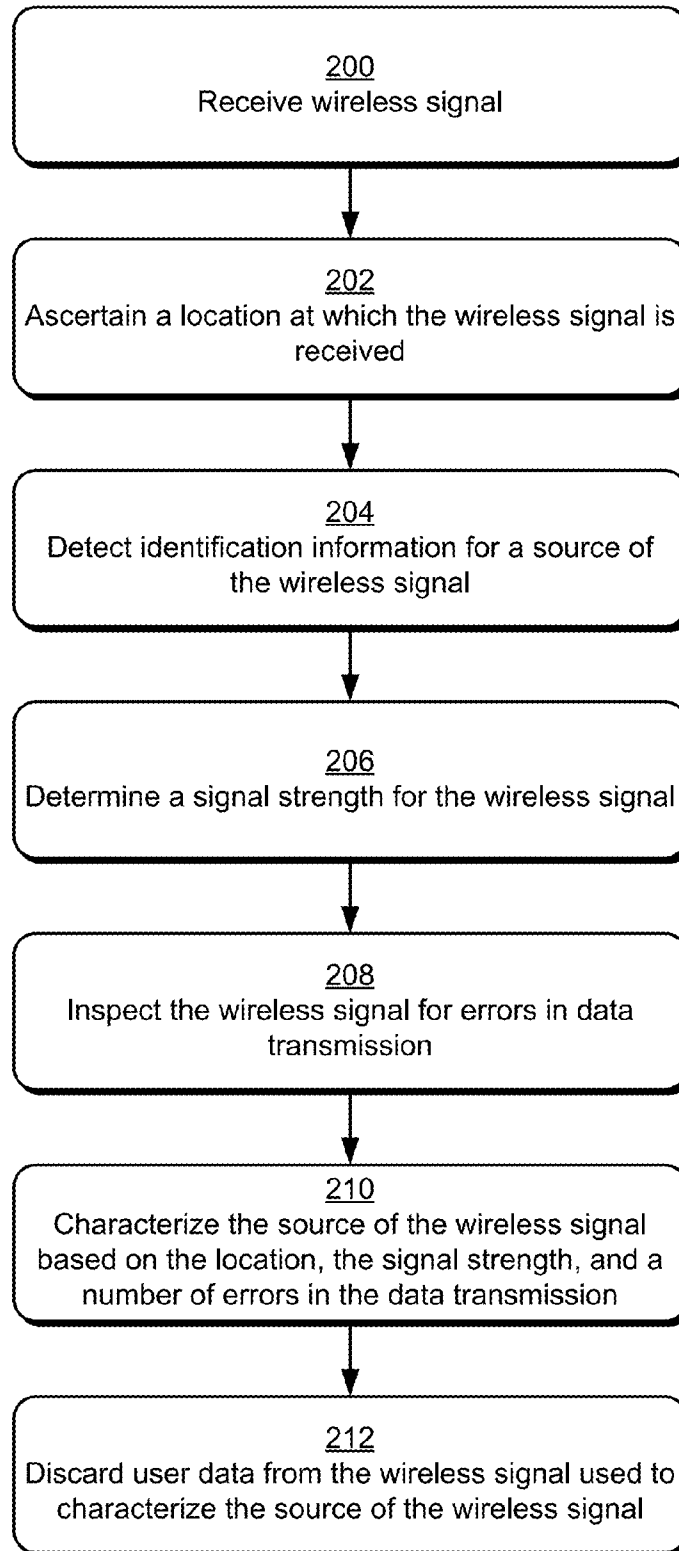 200
Receive wireless signal
202
Ascertain a location at which the wireless signal is
received
204
Detect identification information for a source of
the wireless signal
206
Determine a signal strength for the wireless signal
208
Inspect the wireless signal for errors in data
transmission
210
Characterize the source of the wireless signal
based on the location, the signal strength, and a
number of errors in the data transmission
212
Discard user data from the wireless signal used to
characterize the source of the wireless signal